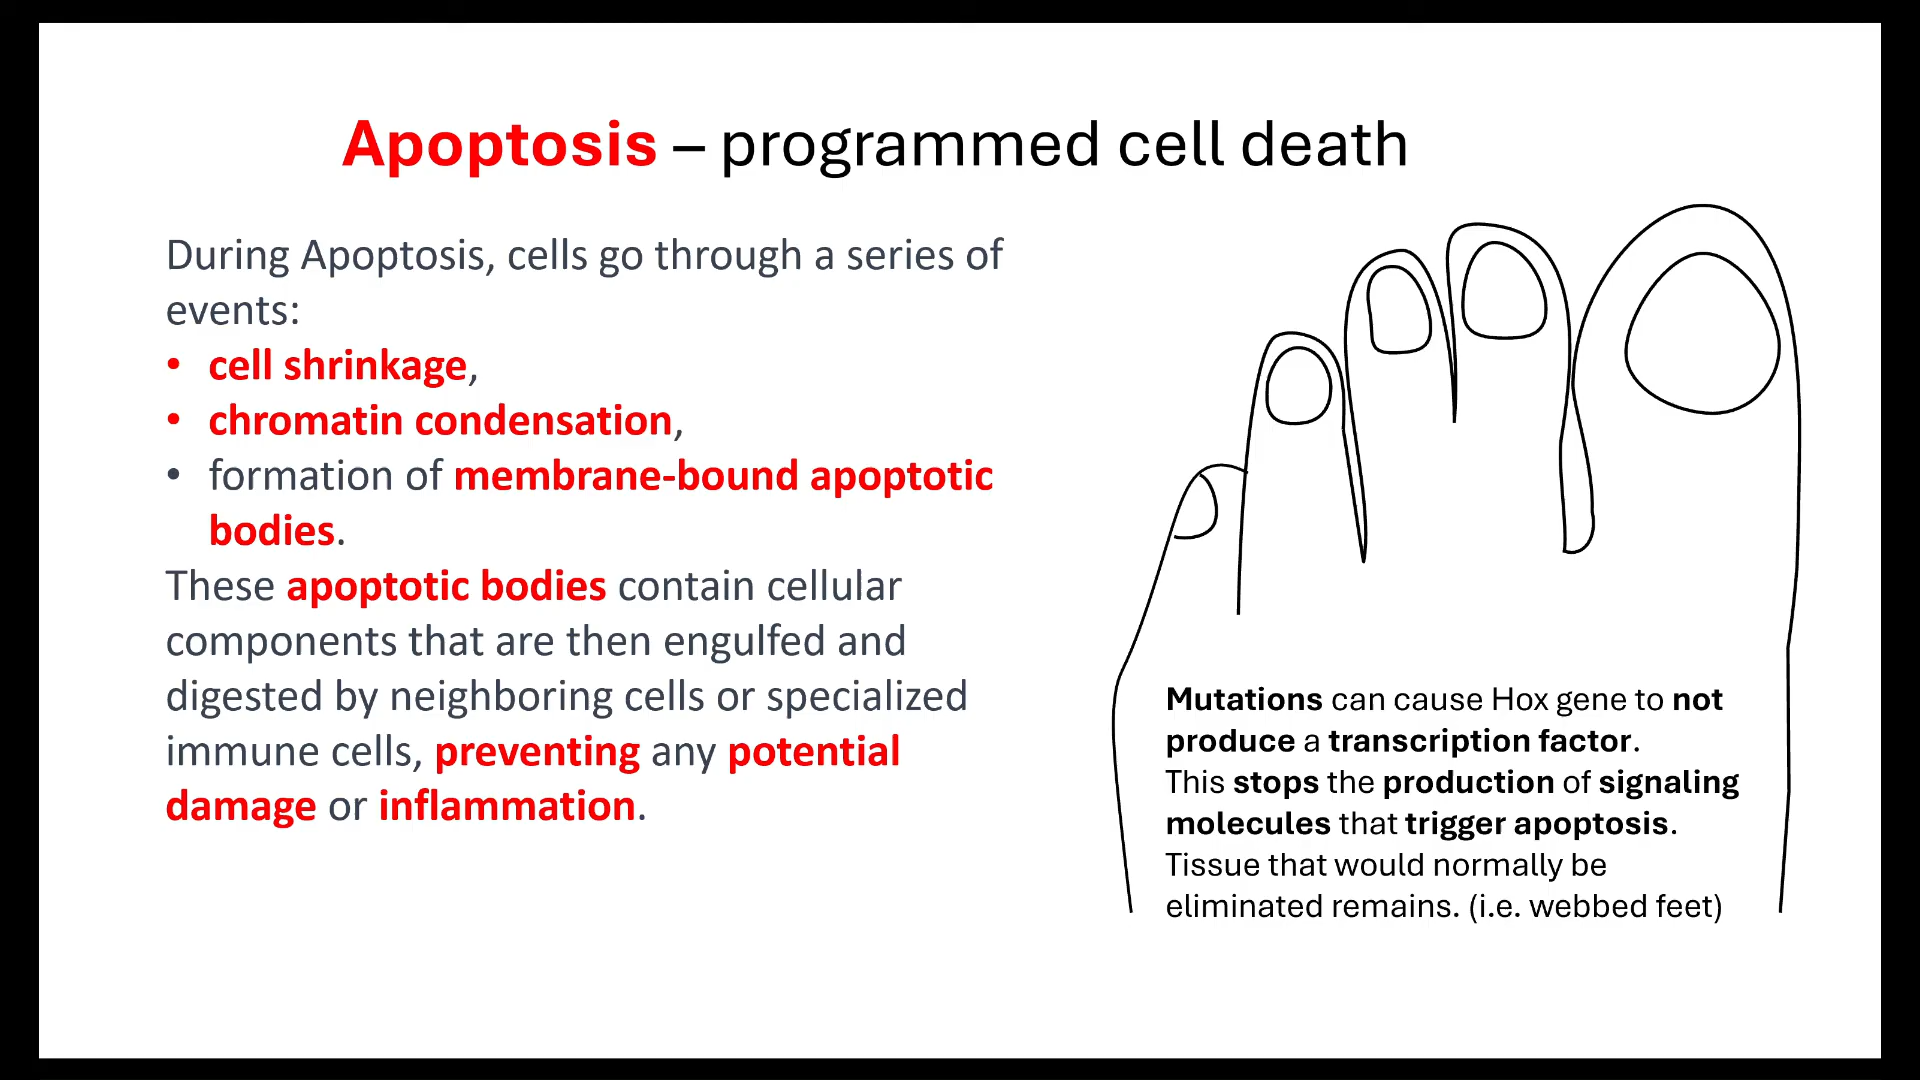 Apoptosis – programmed cell death
During Apoptosis, cells go through a series of
events:
• cell shrinkage,
• chromatin condensation,
• formation of membrane-bound apoptotic
bodies.
These apoptotic bodies contain cellular
components that are then engulfed and
digested by neighboring cells or specialized
immune cells, preventing any potential
damage or inflammation.
Mutations can cause Hox gene to not
produce a transcription factor.
This stops the production of signaling
molecules that trigger apoptosis.
Tissue that would normally be
eliminated remains. (i.e. webbed feet)